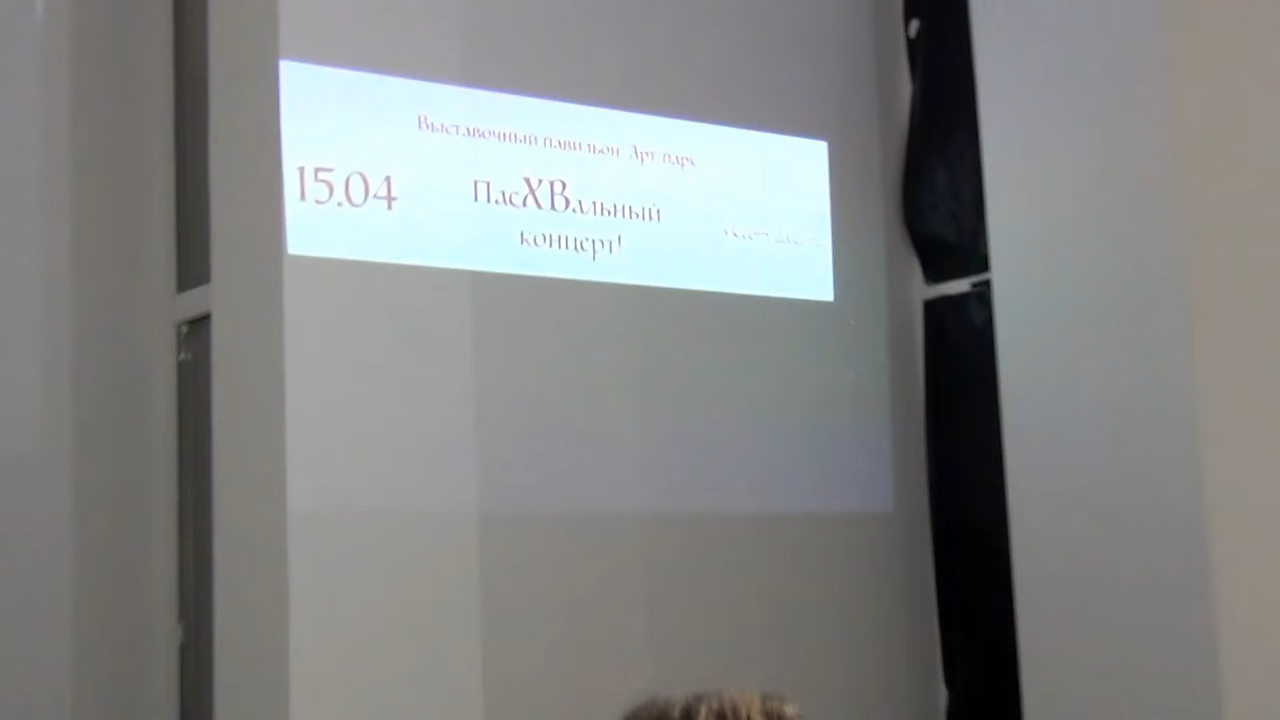 Выставочный павильон Арт-парк
15.04
ПасХВальный
концерт!